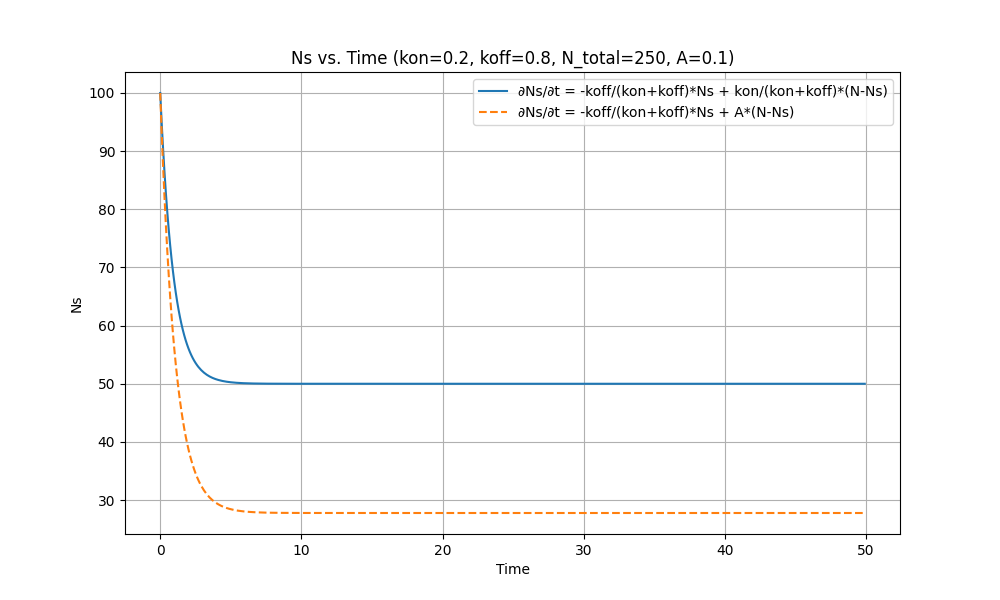 Ns vs. Time (kon=0.2, koff=0.8, N_total=250, A=0.1)
∂Ns/∂t = -koff/(kon+koff)*Ns + kon/(kon+koff)*(N-Ns)
∂Ns/∂t = -koff/(kon+koff)*Ns + A*(N-Ns)
100
90
80
70
60
50
40
30
Ns
0 10 20 30 40 50
Time